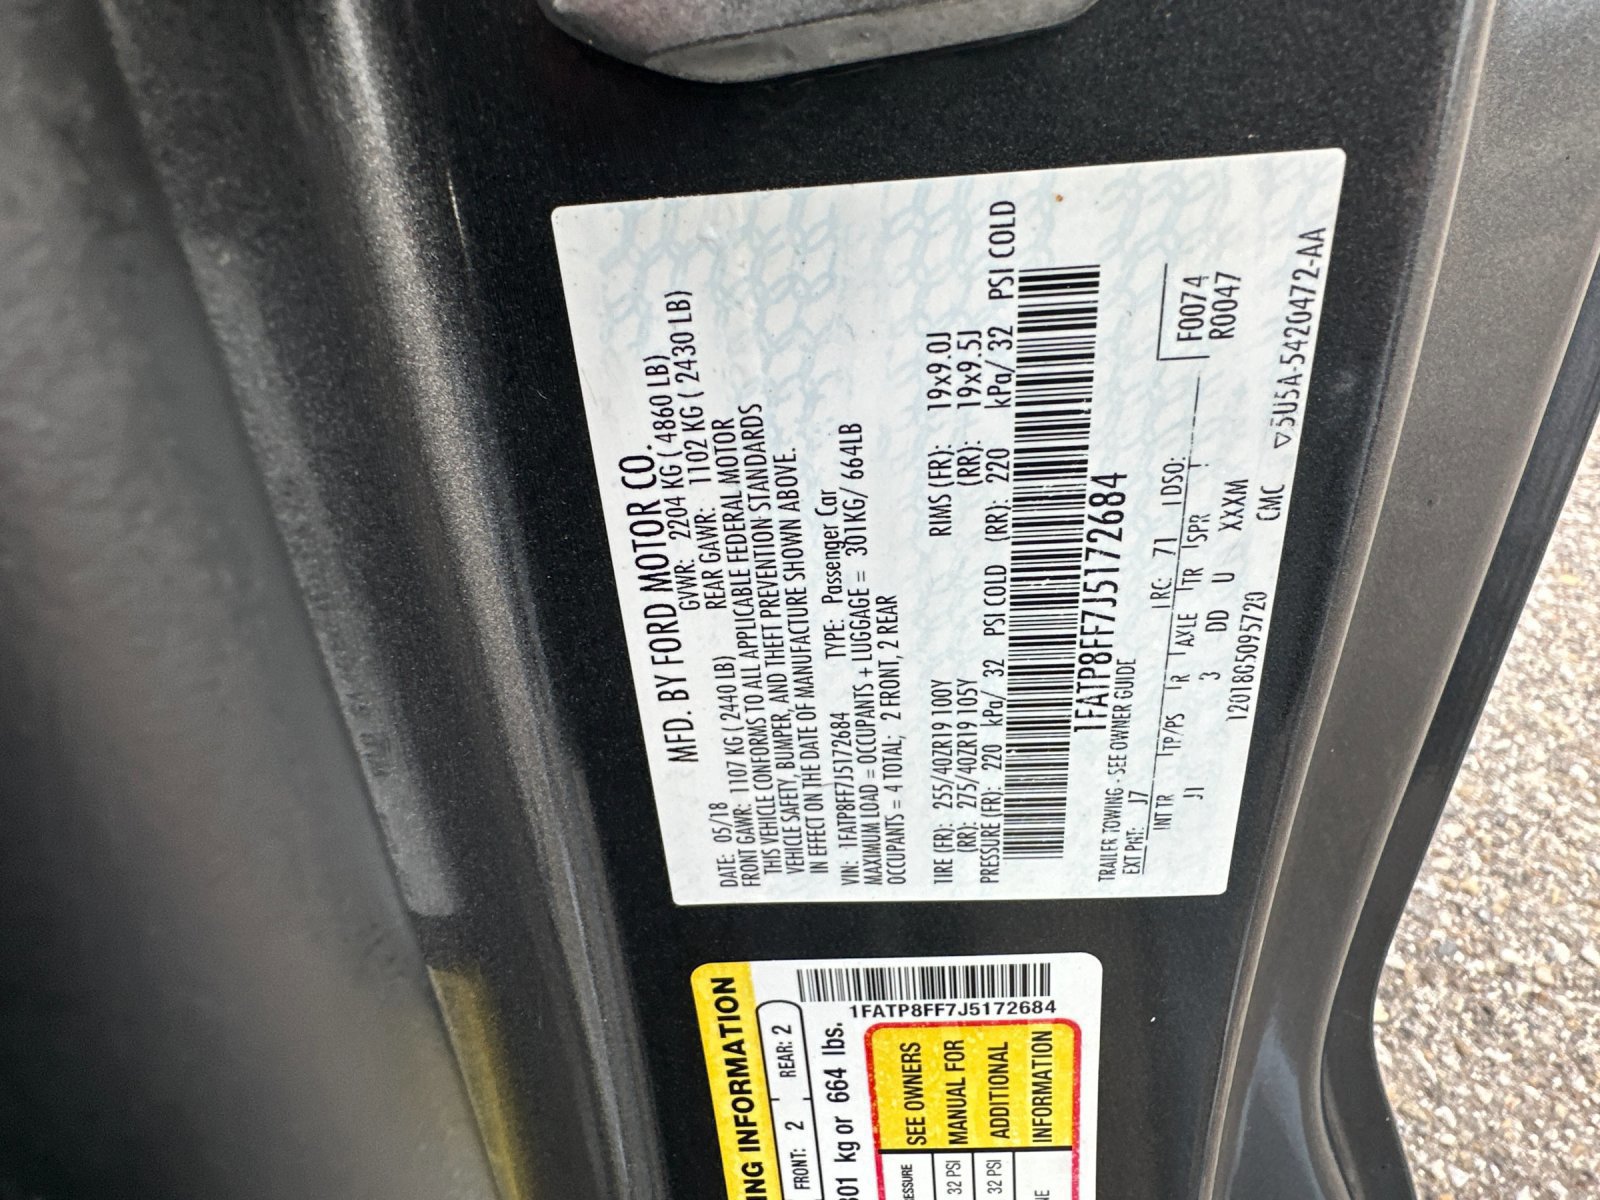 MFD. BY FORD MOTOR CO.
DATE: 05/18 GVWR: 2204 KG ( 4860 LB)
FRONT GAWR: 1107 KG ( 2440 LB) REAR GAWR: 1102 KG ( 2430 LB)
THIS VEHICLE CONFORMS TO ALL APPLICABLE FEDERAL MOTOR
VEHICLE SAFETY, BUMPER, AND THEFT PREVENTION STANDARDS
IN EFFECT ON THE DATE OF MANUFACTURE SHOWN ABOVE.
VIN: 1FATP8FF7J5172684 TYPE: Passenger Car
MAXIMUM LOAD = OCCUPANTS + LUGGAGE = 301KG/ 664LB
OCCUPANTS = 4 TOTAL; 2 FRONT, 2 REAR
TIRE (FR): 255/40ZR19 100Y RIMS (FR): 19x9.0J
(RR): 275/40ZR19 105Y (RR): 19x9.5J
PRESSURE (FR): 220 kPa/ 32 PSI COLD (RR): 220 kPa/ 32 PSI COLD
1FATP8FF7J5172684
TRAILER TOWING - SEE OWNER GUIDE F0074
EXT PNT: J7 RC: 71 DSO: R0047
INT TR TP/PS R AXLE TR SPR
JI 3 DD U XXXM
12018G5095720 CMC ▽5U5A-5420472-AA
ING INFORMATION
FRONT: 2 REAR: 2
1FATP8FF7J5172684
301 kg or 664 lbs.
SEE OWNERS
MANUAL FOR
ADDITIONAL
INFORMATION
32 PSI
32 PSI